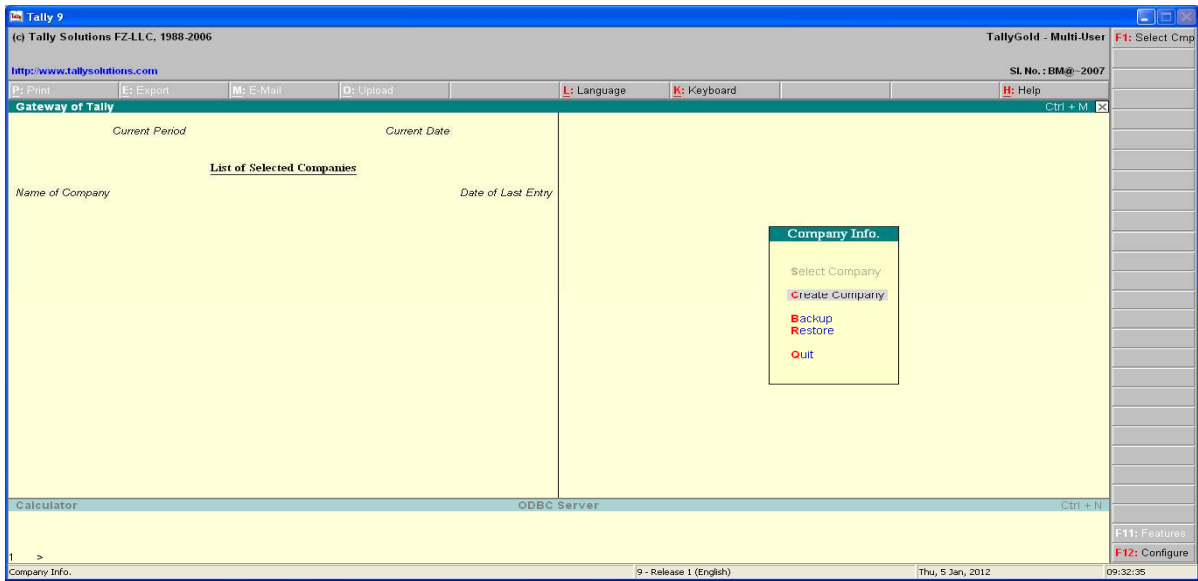 Tally 9
(c) Tally Solutions FZ-LLC, 1988-2006 TallyGold - Multi-User F1: Select Cmp
http://www.tallysolutions.com Sl. No. : BM@~2007
P: Print E: Export M: E-Mail O: Upload L: Language K: Keyboard H: Help
Gateway of Tally Ctrl + M
Current Period Current Date
List of Selected Companies
Name of Company Date of Last Entry
Company Info.
Select Company
Create Company
Backup
Restore
Quit
Calculator ODBC Server Ctrl + N
F11: Features
1 > F12: Configure
Company Info. 9 - Release 1 (English) Thu, 5 Jan, 2012 09:32:35